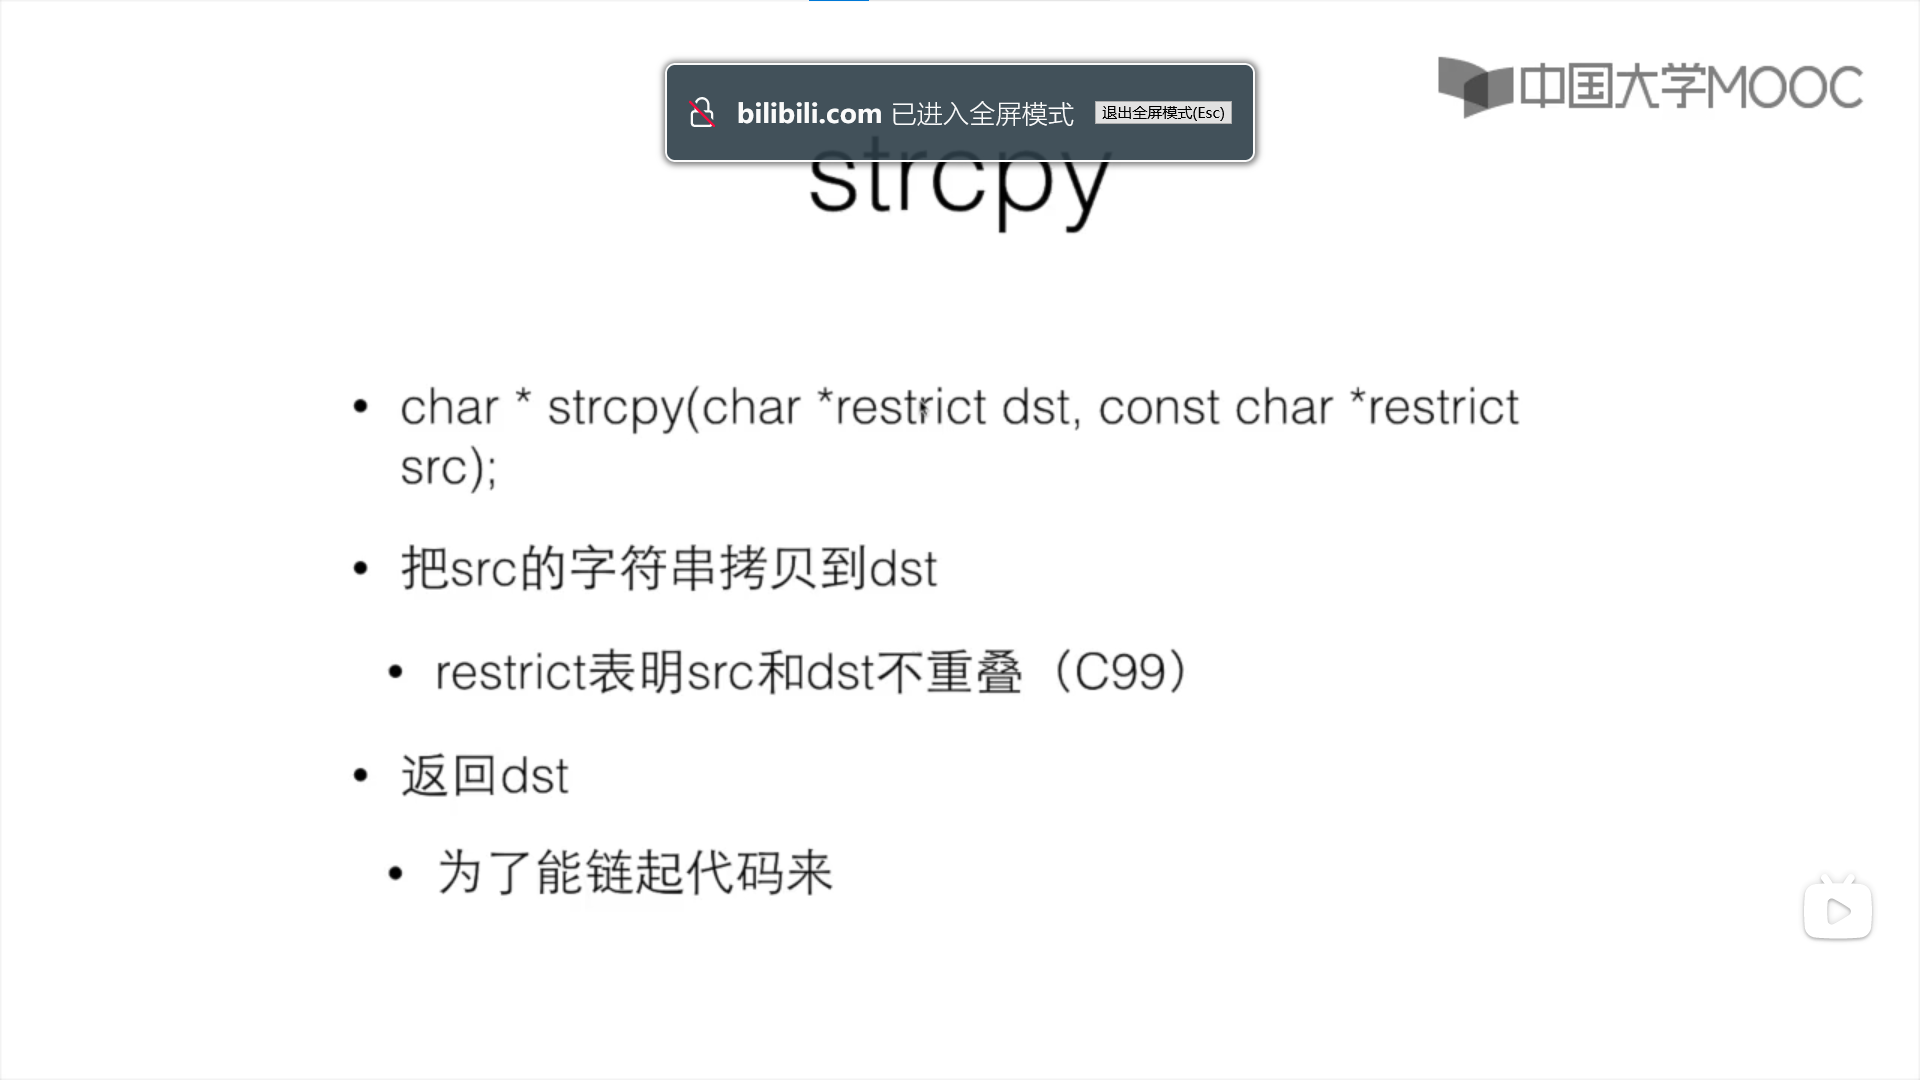 中国大学MOOC
bilibili.com 已进入全屏模式 退出全屏模式(Esc)
strcpy
• char * strcpy(char *restrict dst, const char *restrict
src);
• 把src的字符串拷贝到dst
• restrict表明src和dst不重叠（C99）
• 返回dst
• 为了能链起代码来